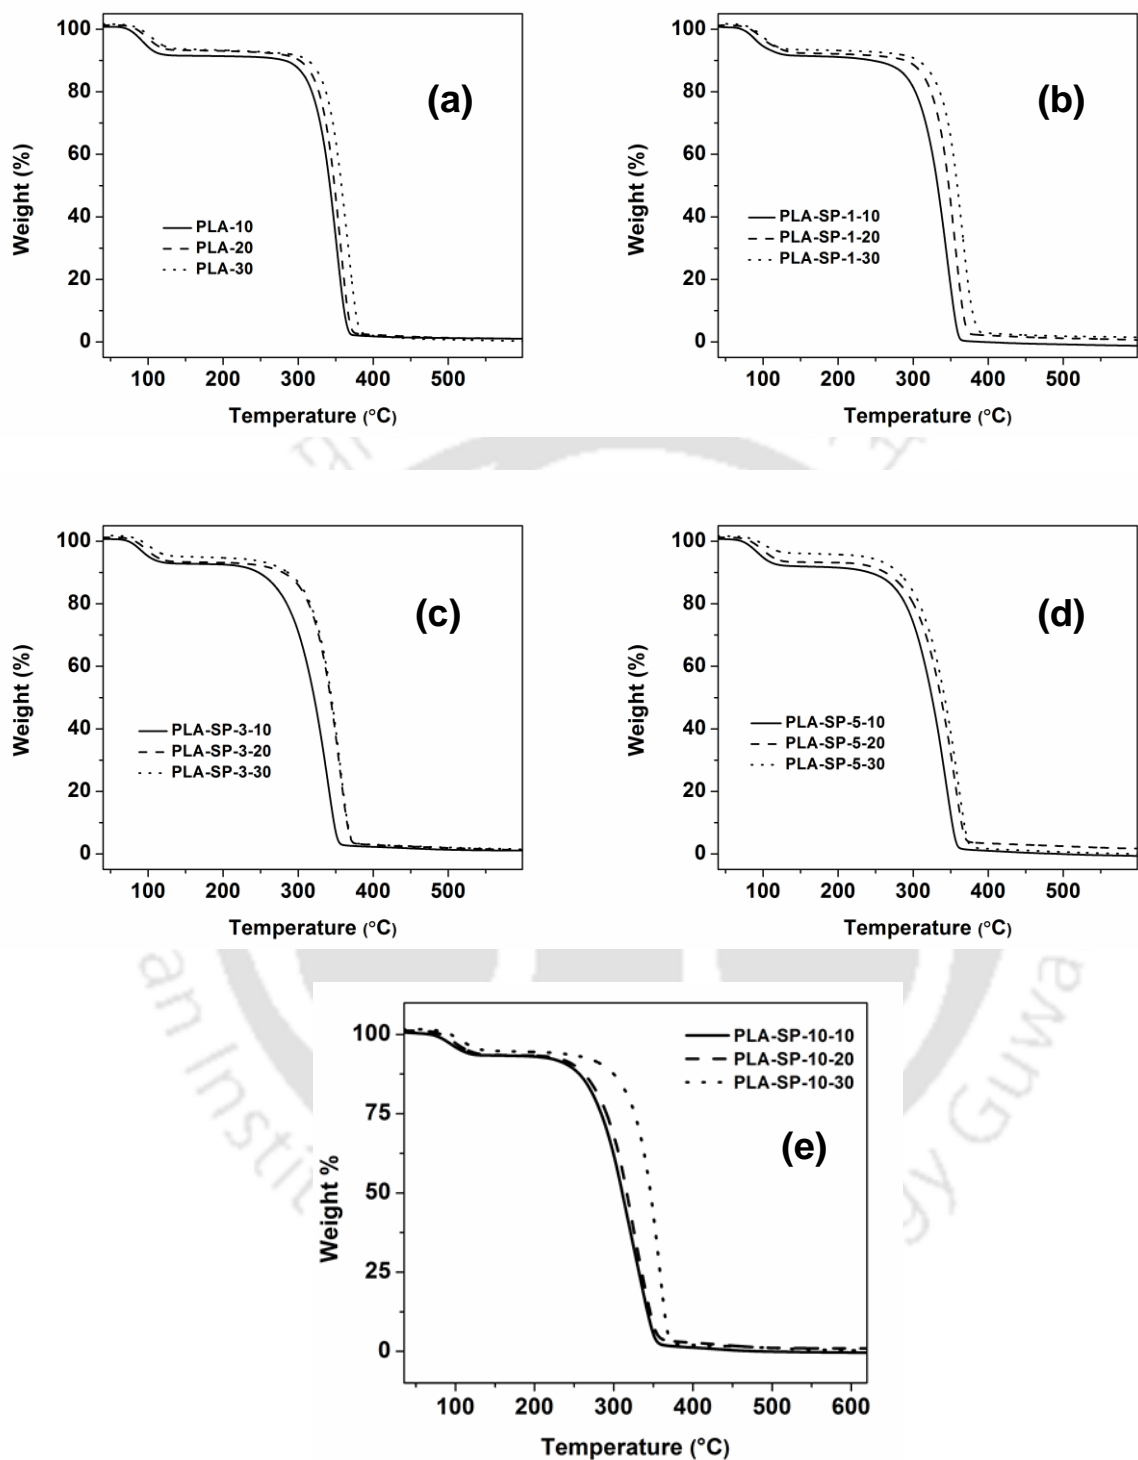 100
80
60
40
20
0
Weight (%)
(a)
PLA-10
PLA-20
PLA-30
100 200 300 400 500
Temperature (°C)
100
80
60
40
20
0
Weight (%)
(b)
PLA-SP-1-10
PLA-SP-1-20
PLA-SP-1-30
100 200 300 400 500
Temperature (°C)
100
80
60
40
20
0
Weight (%)
(c)
PLA-SP-3-10
PLA-SP-3-20
PLA-SP-3-30
100 200 300 400 500
Temperature (°C)
100
80
60
40
20
0
Weight (%)
(d)
PLA-SP-5-10
PLA-SP-5-20
PLA-SP-5-30
100 200 300 400 500
Temperature (°C)
100
75
50
25
0
Weight %
PLA-SP-10-10
PLA-SP-10-20
PLA-SP-10-30
(e)
100 200 300 400 500 600
Temperature (°C)
an Instit
gy Guwa